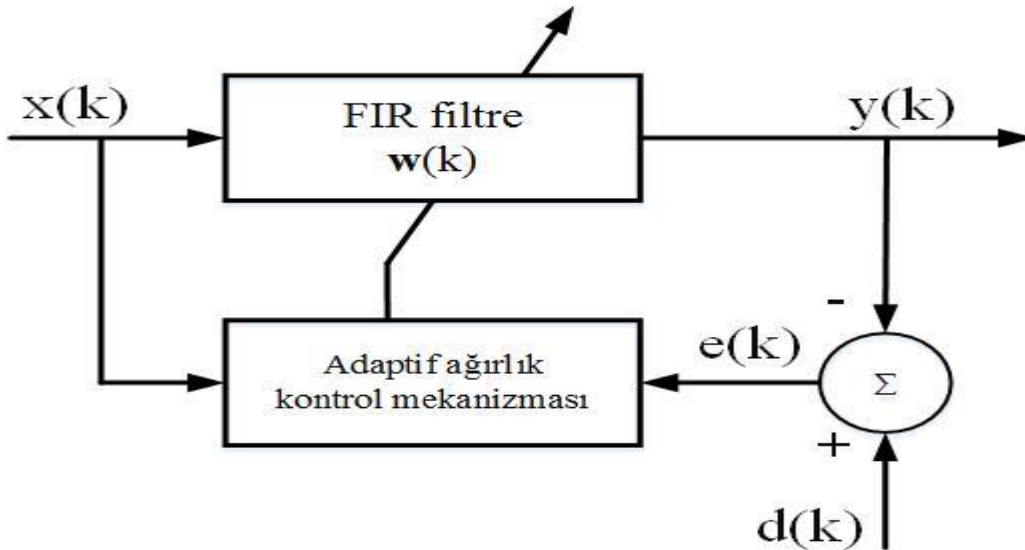 x(k)
FIR filtre
w(k)
y(k)
-
Adaptif ağırlık
kontrol mekanizması
e(k)
Σ
+
d(k)